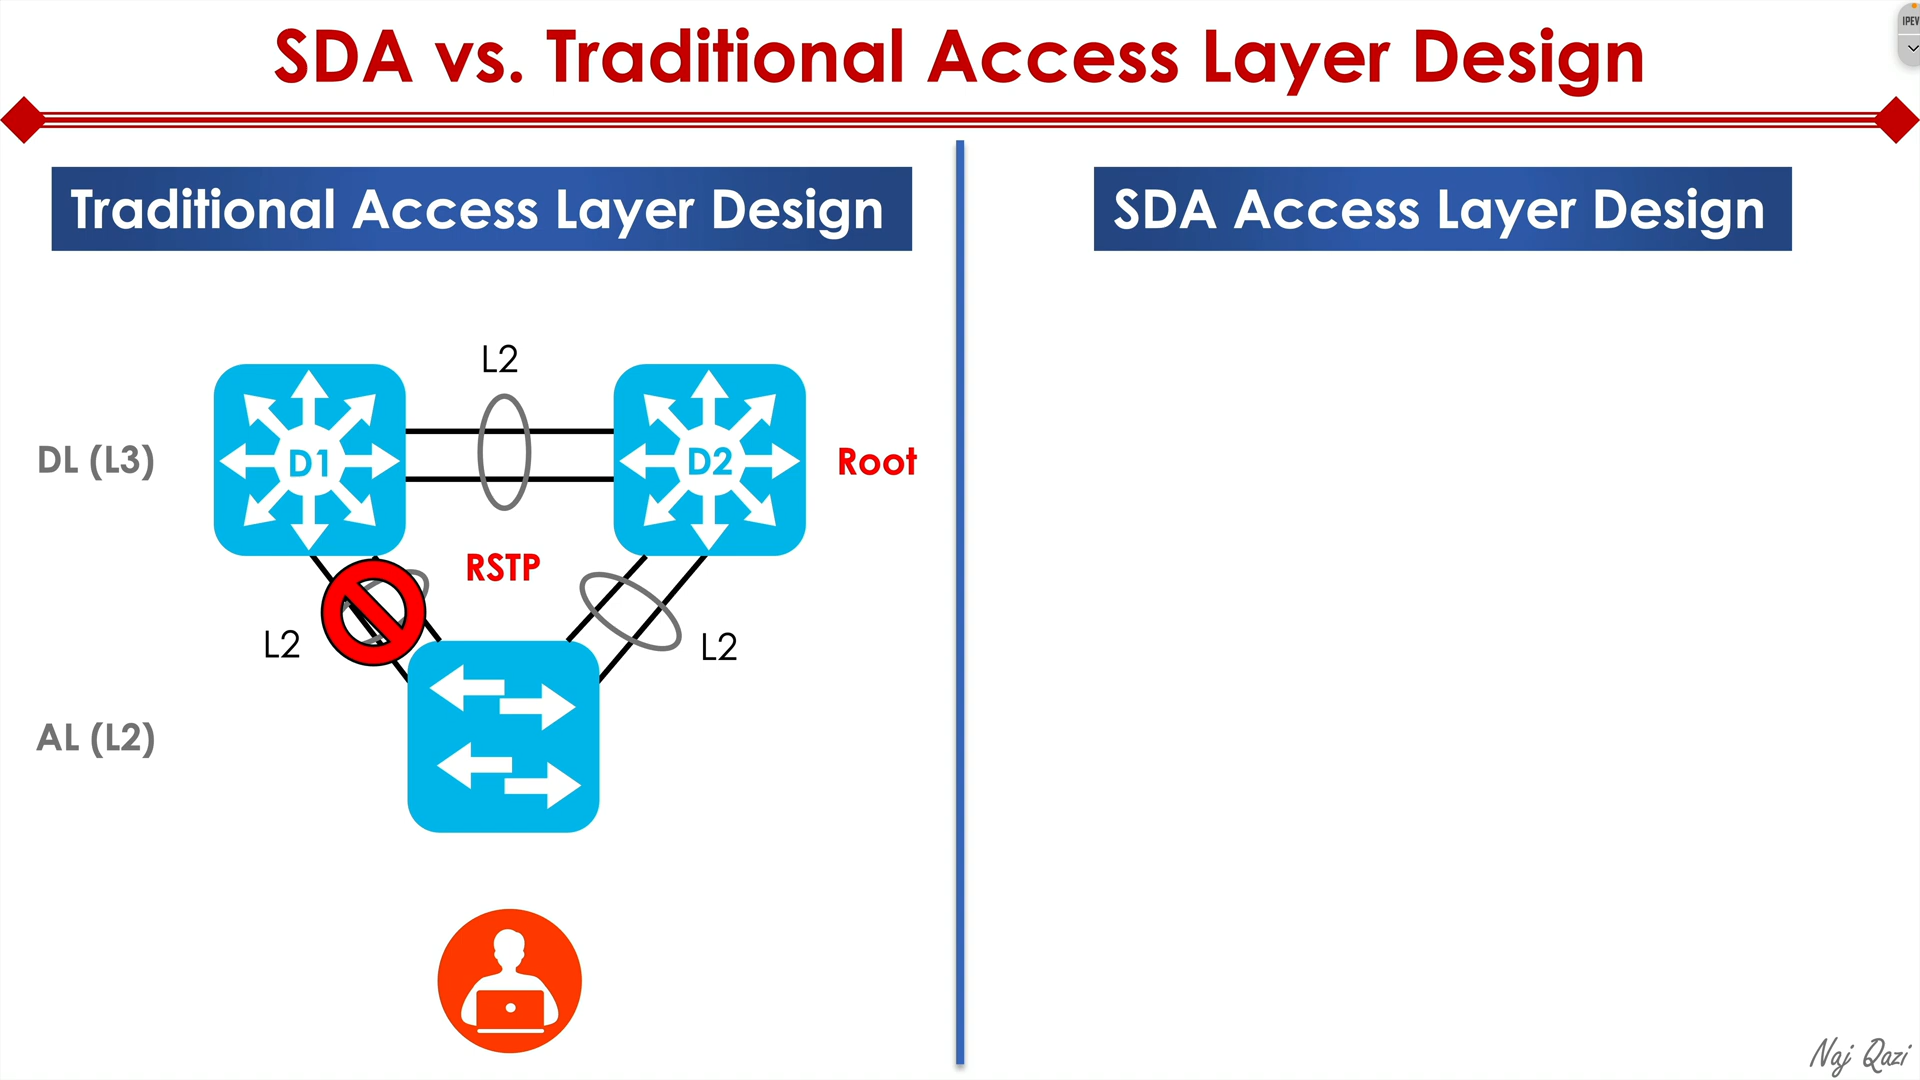 SDA vs. Traditional Access Layer Design
IPEV
Traditional Access Layer Design
SDA Access Layer Design
L2
DL (L3)
D1
D2
Root
RSTP
L2
L2
AL (L2)
Naj Qazi